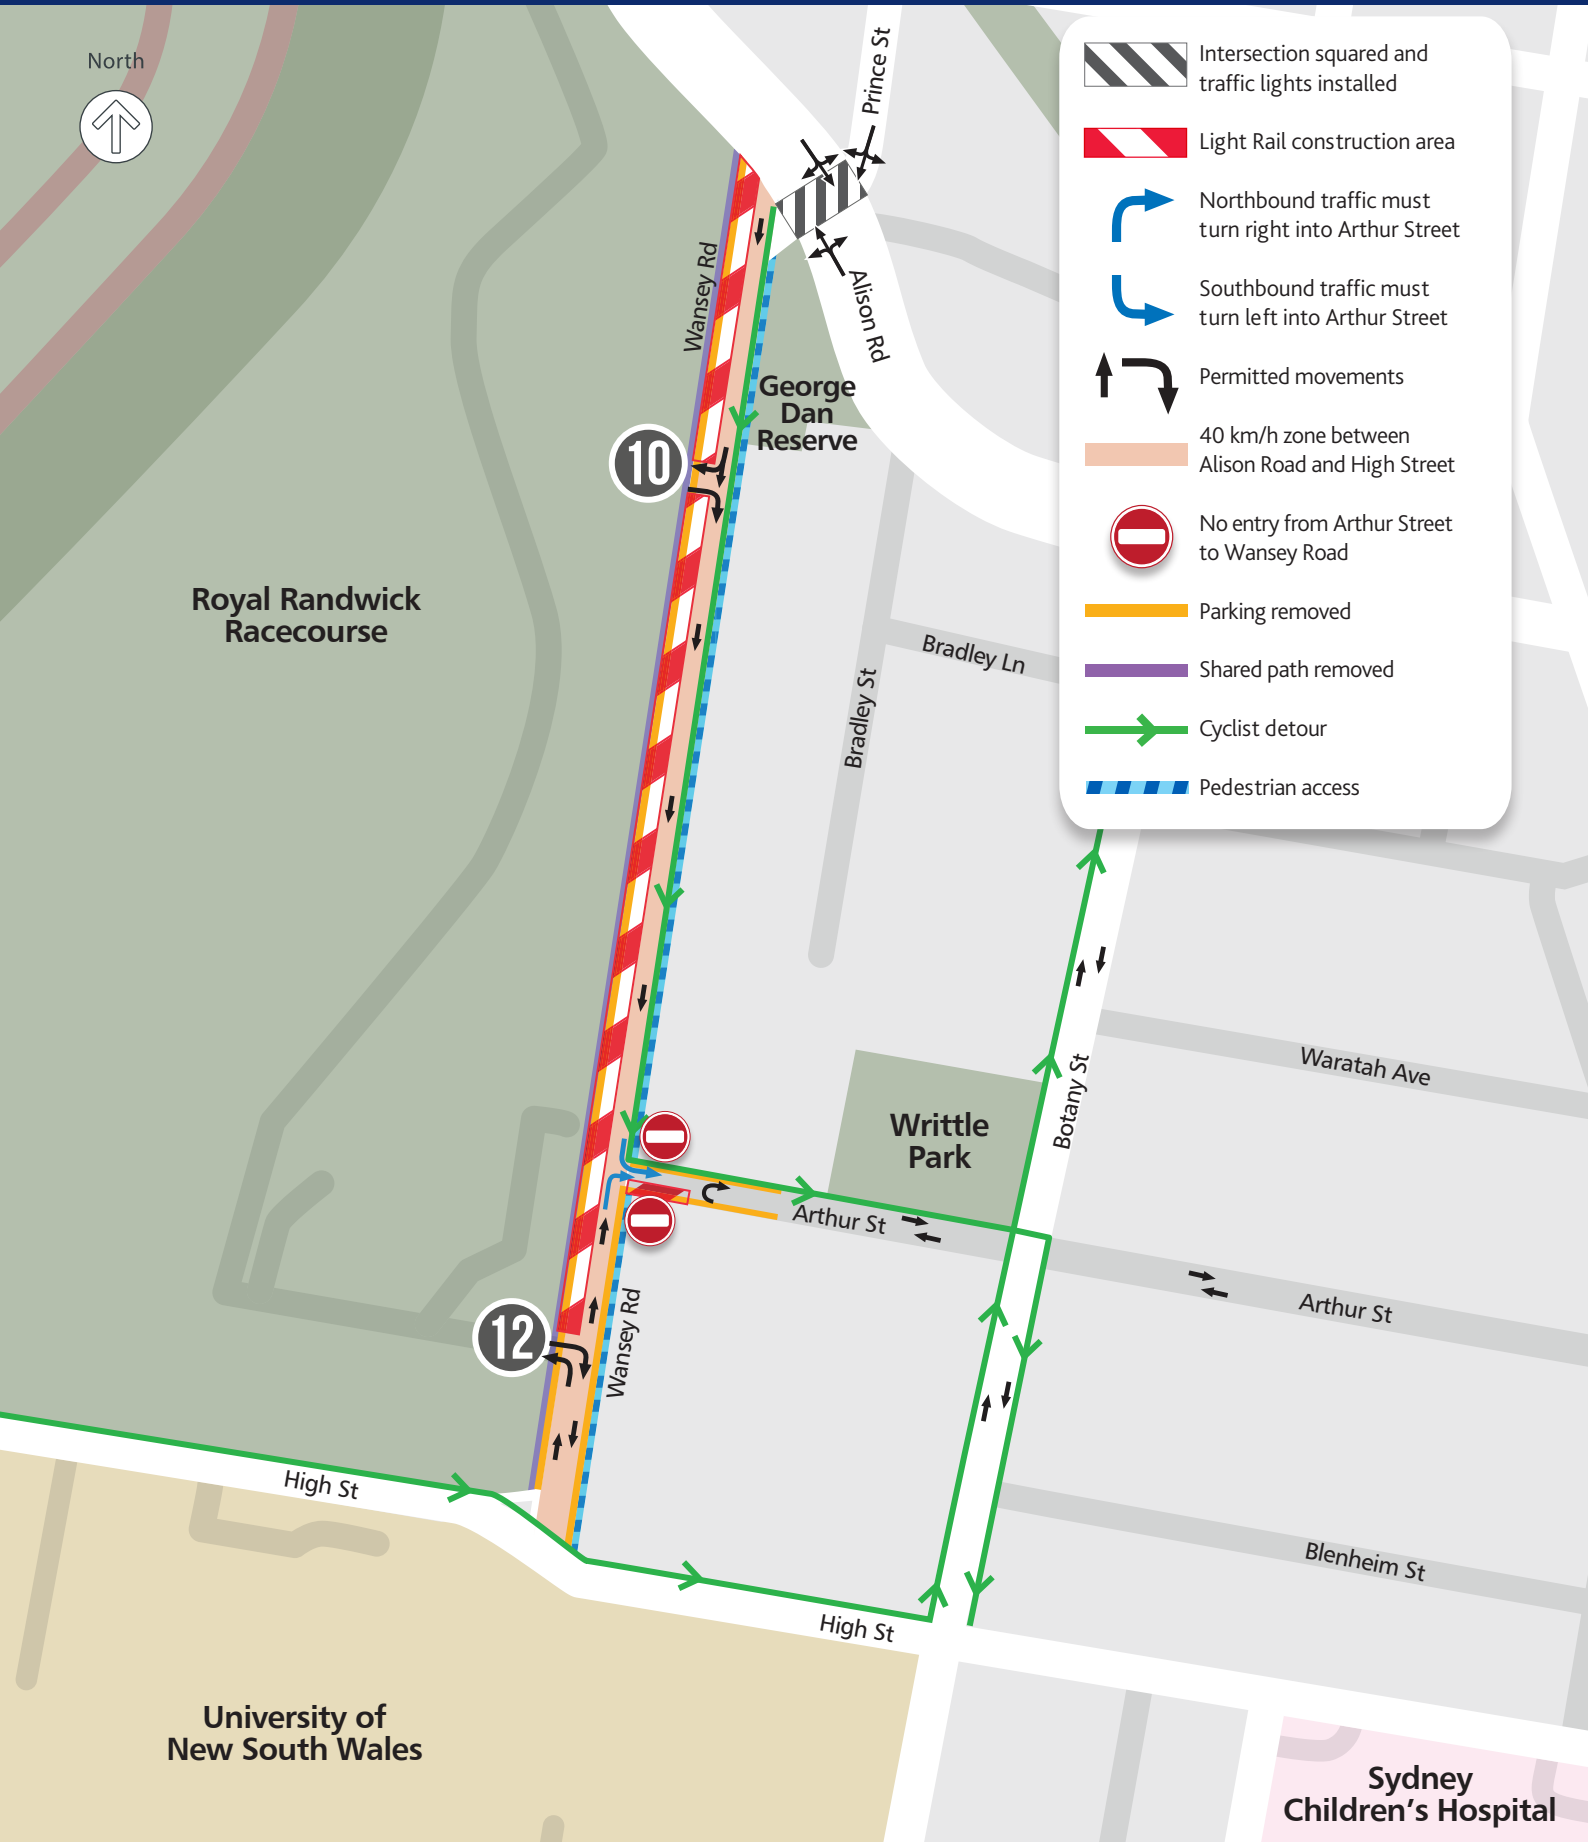 North
Prince St
Wansey Rd
Alison Rd
George
Dan
Reserve
10
Royal Randwick
Racecourse
Bradley Ln
Bradley St
Intersection squared and
traffic lights installed
Light Rail construction area
Northbound traffic must
turn right into Arthur Street
Southbound traffic must
turn left into Arthur Street
Permitted movements
40 km/h zone between
Alison Road and High Street
No entry from Arthur Street
to Wansey Road
Parking removed
Shared path removed
Cyclist detour
Pedestrian access
Waratah Ave
Botany St
Writtle
Park
Arthur St
Arthur St
12
Wansey Rd
High St
Blenheim St
High St
University of
New South Wales
Sydney
Children's Hospital